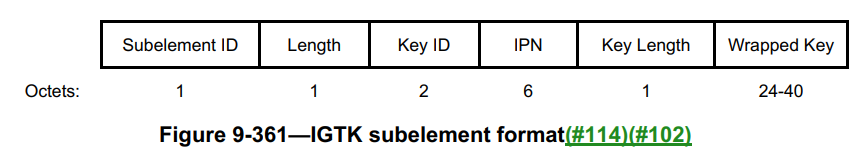 Subelement ID Length Key ID IPN Key Length Wrapped Key
Octets: 1 1 2 6 1 24-40
Figure 9-361—IGTK subelement format(#114)(#102)